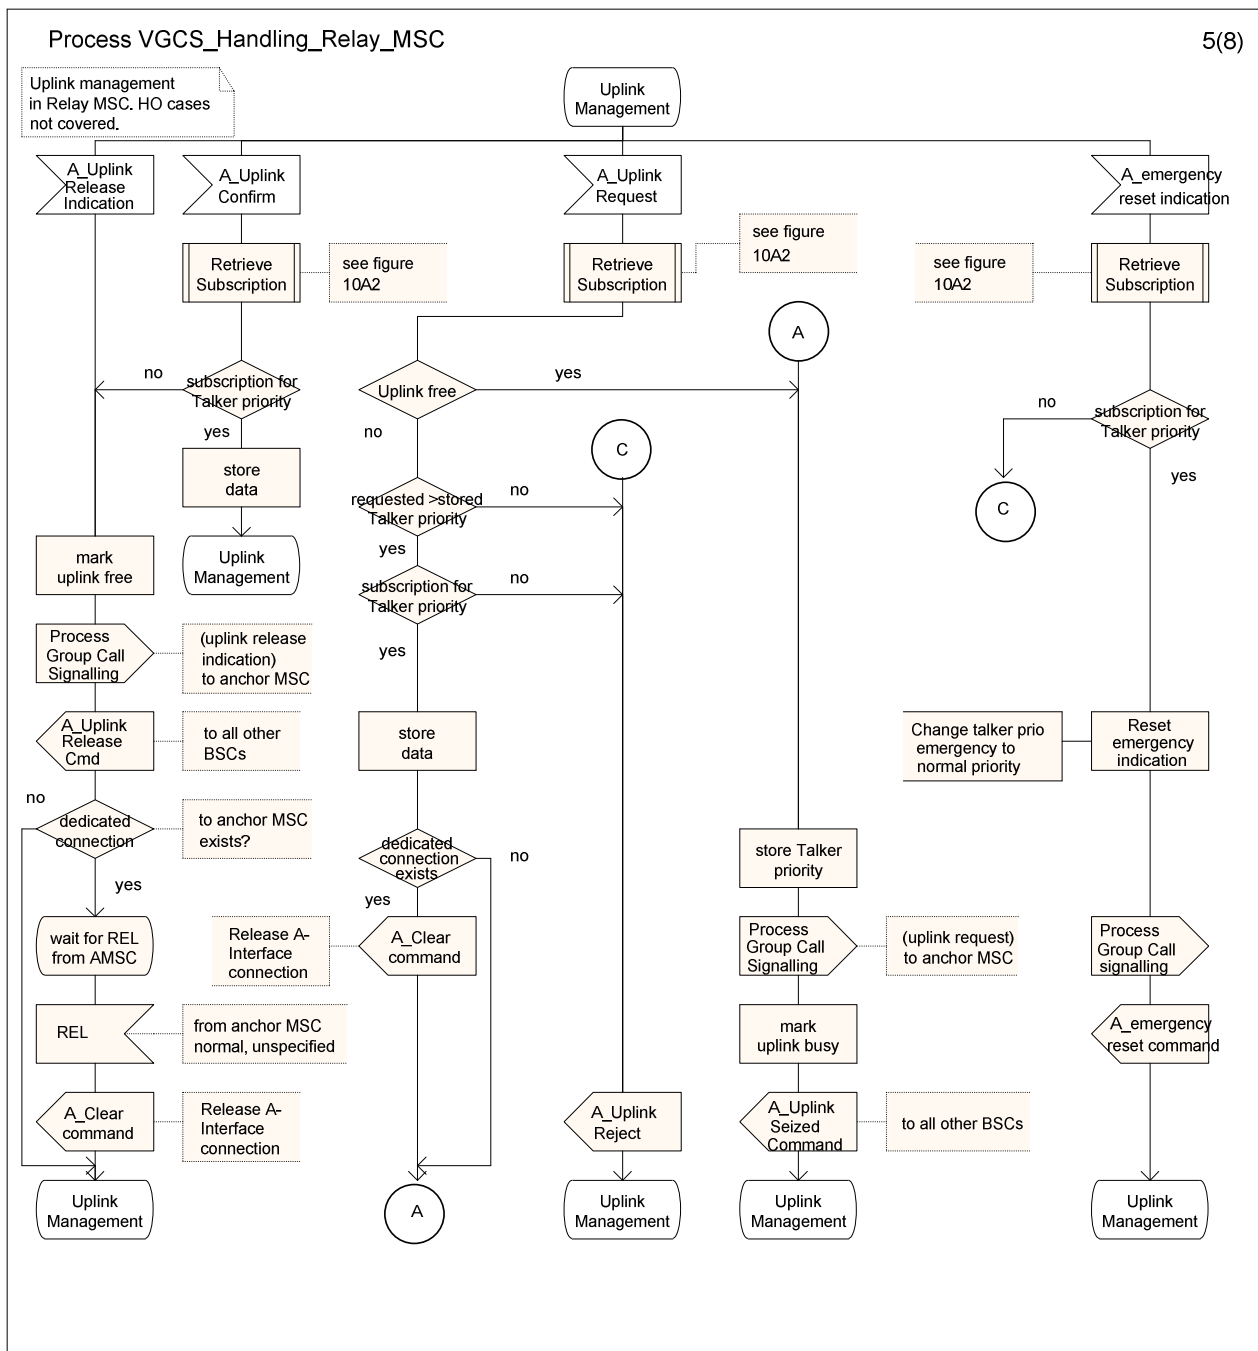 Process VGCS_Handling_Relay_MSC
5(8)
Uplink management
in Relay MSC. HO cases
not covered.
Uplink
Management
A_Uplink
Release
Indication
A_Uplink
Confirm
A_Uplink
Request
A_emergency
reset indication
Retrieve
Subscription
see figure
10A2
Retrieve
Subscription
see figure
10A2
see figure
10A2
Retrieve
Subscription
A
no
subscription for
Talker priority
yes
Uplink free
yes
no
C
no
subscription for
Talker priority
yes
C
store
data
requested >stored
Talker priority
no
yes
mark
uplink free
Uplink
Management
subscription for
Talker priority
no
yes
Process
Group Call
Signalling
(uplink release
indication)
to anchor MSC
A_Uplink
Release
Cmd
to all other
BSCs
store
data
Change talker prio
emergency to
normal priority
Reset
emergency
indication
no
dedicated
connection
to anchor MSC
exists?
yes
dedicated
connection
exists
no
yes
store Talker
priority
wait for REL
from AMSC
Release A-
Interface
connection
A_Clear
command
Process
Group Call
Signalling
(uplink request)
to anchor MSC
Process
Group Call
signalling
REL
from anchor MSC
normal, unspecified
mark
uplink busy
A_emergency
reset command
A_Clear
command
Release A-
Interface
connection
A_Uplink
Reject
A_Uplink
Seized
Command
to all other BSCs
Uplink
Management
A
Uplink
Management
Uplink
Management
Uplink
Management